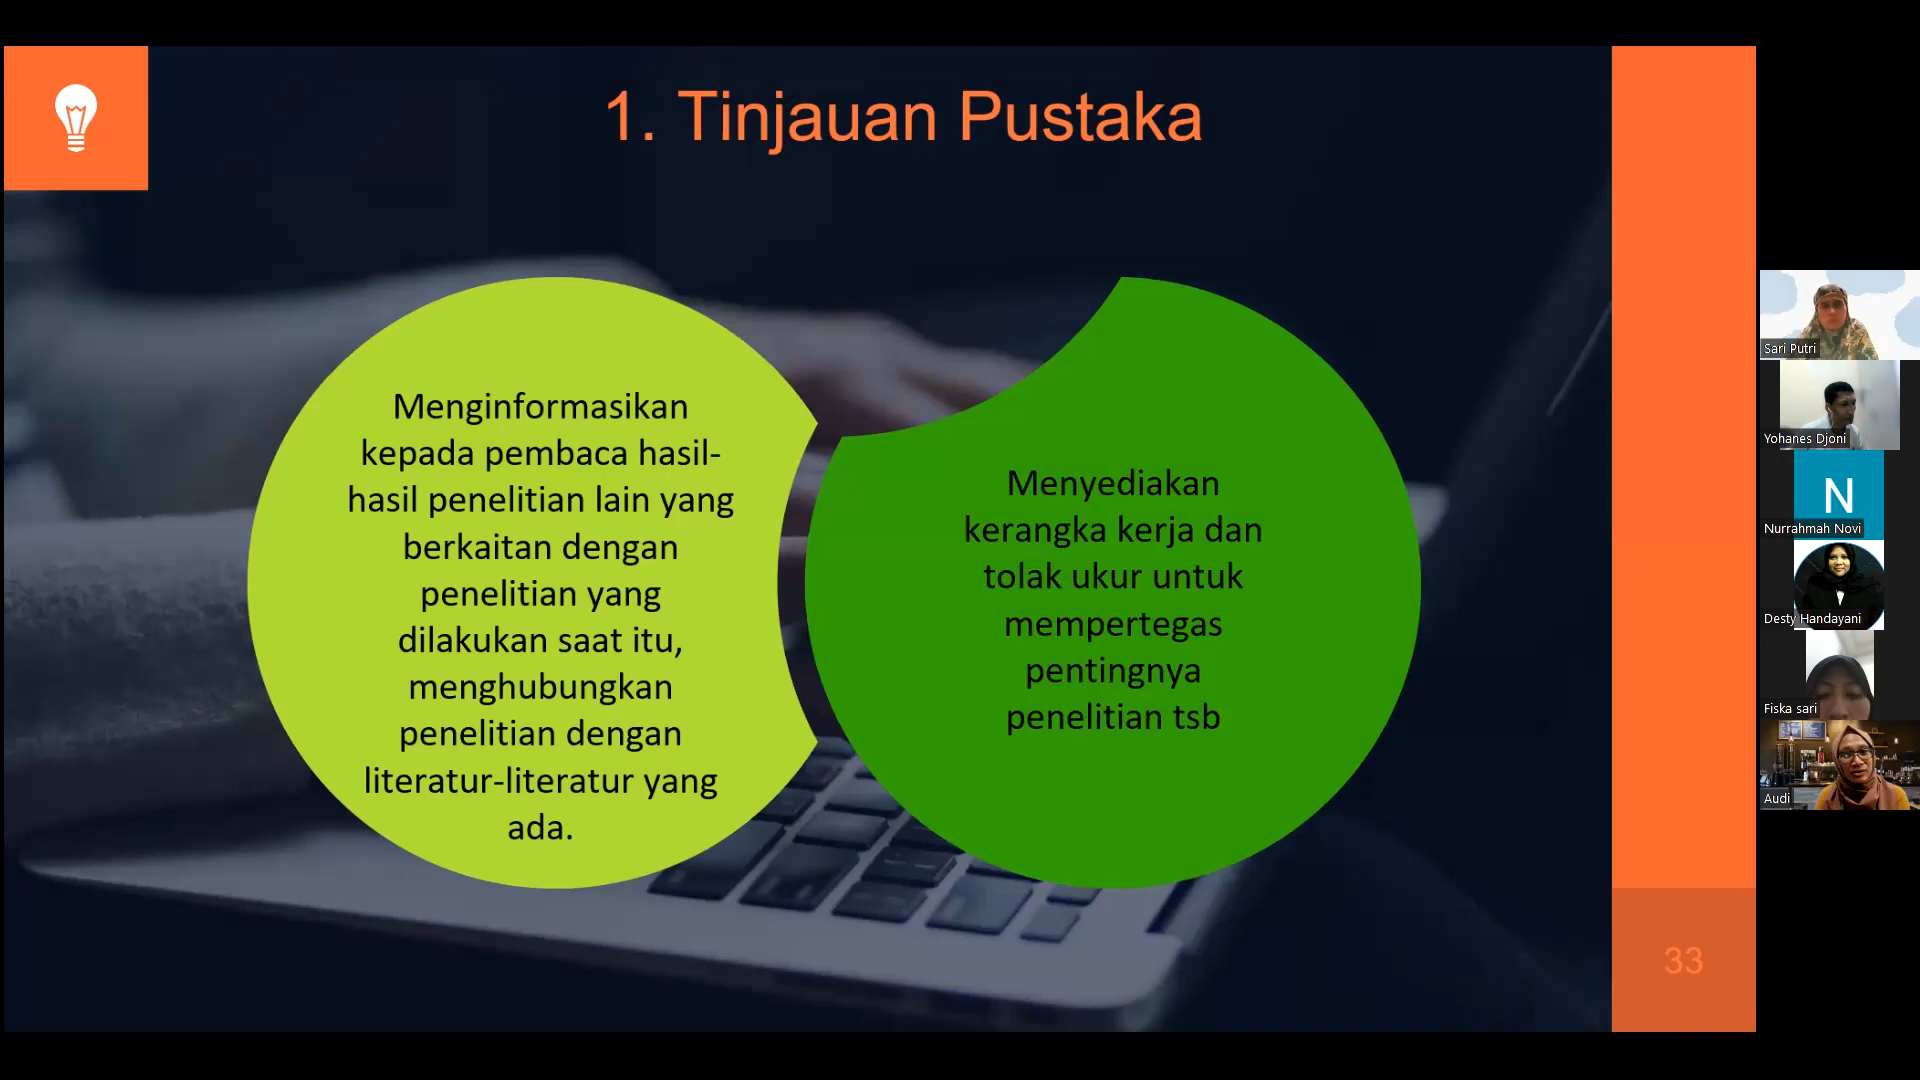 1. Tinjauan Pustaka
Menginformasikan
kepada pembaca hasil-
hasil penelitian lain yang
berkaitan dengan
penelitian yang
dilakukan saat itu,
menghubungkan
penelitian dengan
literatur-literatur yang
ada.
Menyediakan
kerangka kerja dan
tolak ukur untuk
mempertegas
pentingnya
penelitian tsb
33
Sari Putri
Yohanes Djoni
N
Nurrahmah Novi
Desty Handayani
Fiska sari
Audi